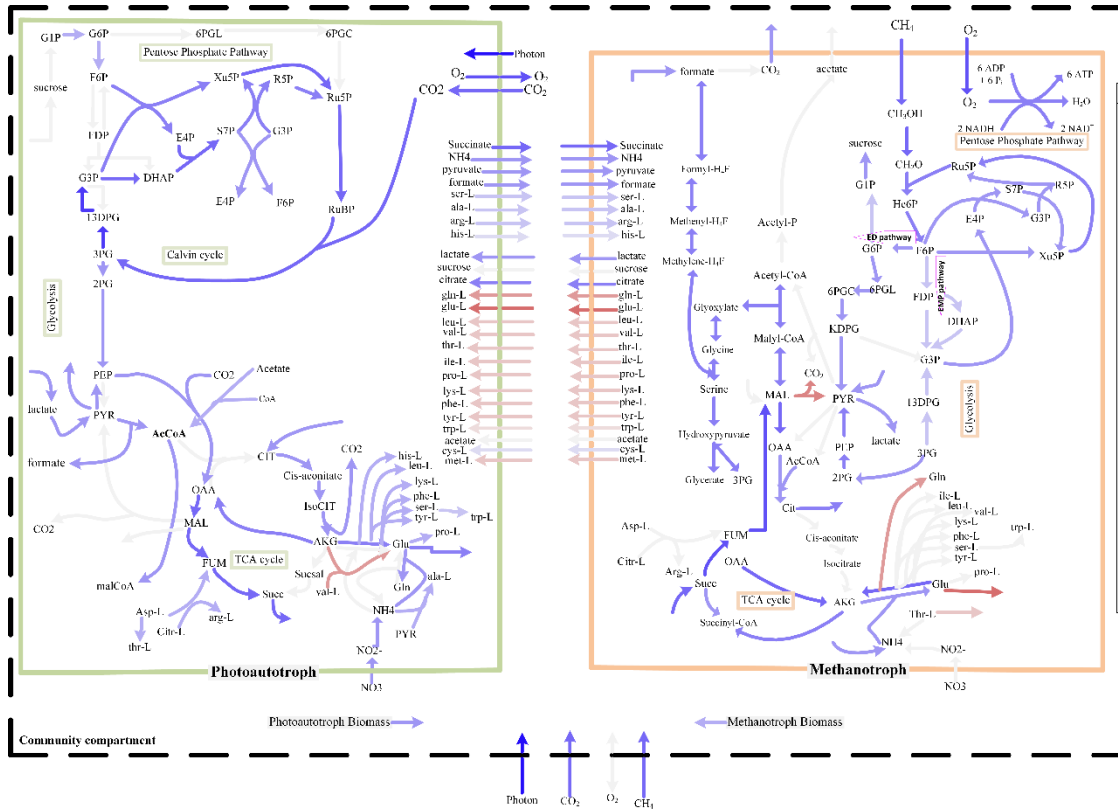 G1P
G6P
6PGL
6PGC
Pentose Phosphate Pathway
sucrose
F6P
Xu5P
R5P
Ru5P
FDP
E4P
S7P
G3P
G3P
DHAP
E4P
F6P
13DPG
RuBP
3PG
Calvin cycle
2PG
Glycolysis
PEP
CO2
Acetate
CoA
lactate
PYR
AcCoA
formate
CIT
CO2
his-L
leu-L
Cis-aconitate
lys-L
OAA
IsoCIT
phe-L
ser-L
tyr-L
trp-L
CO2
MAL
AKG
Glu
pro-L
TCA cycle
FUM
Sucsal
val-L
Gln
ala-L
malCoA
Succ
Asp-L
Citr-L
arg-L
NH4
PYR
thr-L
NO2-
Photoautotroph
NO3
Photon
O2
O2
CO2
CO2
Succinate
NH4
pyruvate
formate
ser-L
ala-L
arg-L
his-L
lactate
sucrose
citrate
gln-L
glu-L
leu-L
val-L
thr-L
ile-L
pro-L
lys-L
phe-L
tyr-L
trp-L
acetate
cys-L
met-L
Succinate
NH4
pyruvate
formate
ser-L
ala-L
arg-L
his-L
lactate
sucrose
citrate
gln-L
glu-L
leu-L
val-L
thr-L
ile-L
pro-L
lys-L
phe-L
tyr-L
trp-L
acetate
cys-L
met-L
CH4
O2
formate
CO2
acetate
6 ADP
+ 6 Pi
6 ATP
O2
H2O
CH3OH
2 NADH
2 NAD+
Pentose Phosphate Pathway
sucrose
CH2O
Ru5P
Formyl-H4F
G1P
He6P
S7P
R5P
E4P
G3P
Methenyl-H4F
Acetyl-P
ED pathway
G6P
F6P
Xu5P
Methylene-H4F
Acetyl-CoA
EMP pathway
6PGC
6PGL
FDP
Glyoxylate
DHAP
KDPG
Malyl-CoA
Glycine
G3P
CO2
Serine
MAL
PYR
13DPG
Glycolysis
Hydroxypyruvate
lactate
OAA
AcCoA
PEP
3PG
Glycerate
3PG
2PG
Gln
Cit
ile-L
leu-L
val-L
Asp-L
FUM
lys-L
trp-L
Cis-aconitate
phe-L
ser-L
tyr-L
Citr-L
Arg-L
OAA
Isocitrate
Succ
Glu
pro-L
TCA cycle
AKG
Thr-L
Succinyl-CoA
NH4
NO2-
Methanotroph
NO3
Photoautotroph Biomass
Methanotroph Biomass
Community compartment
Photon
CO2
O2
CH4